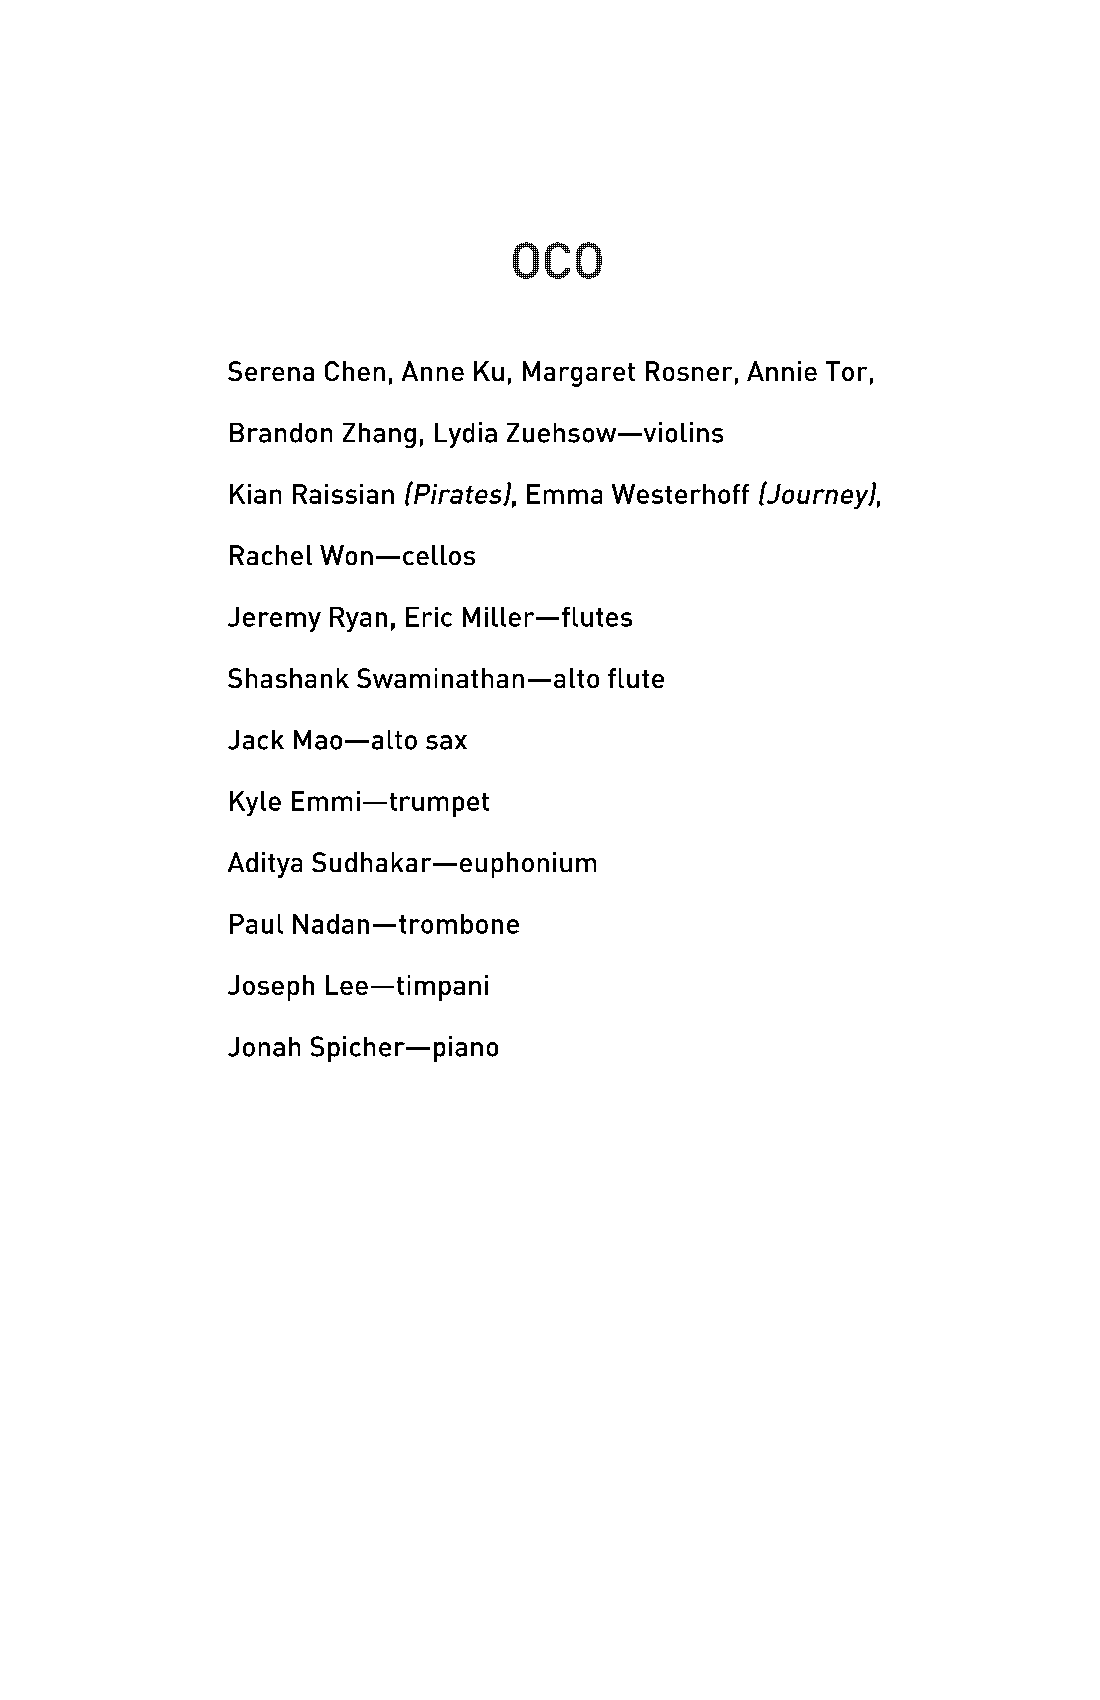 OCO
Serena Chen, Anne Ku, Margaret Rosner, Annie Tor,
Brandon Zhang, Lydia Zuehsow—violins
Kian Raissian (Pirates), Emma Westerhoff (Journey),
Rachel Won—cellos
Jeremy Ryan, Eric Miller—flutes
Shashank Swaminathan—alto flute
Jack Mao—alto sax
Kyle Emmi—trumpet
Aditya Sudhakar—euphonium
Paul Nadan—trombone
Joseph Lee—timpani
Jonah Spicher—piano